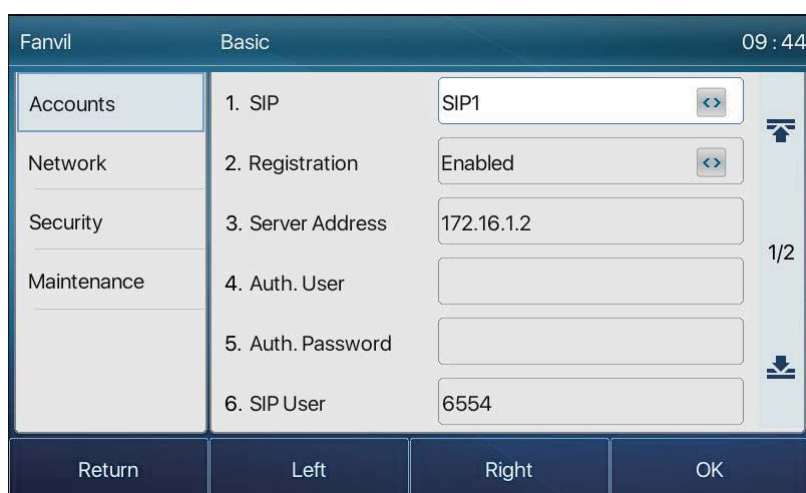 Fanvil Basic 09:44
Accounts
Network
Security
Maintenance
1. SIP SIP1
2. Registration Enabled
3. Server Address 172.16.1.2
4. Auth. User
5. Auth. Password
6. SIP User 6554
1/2
Return Left Right OK